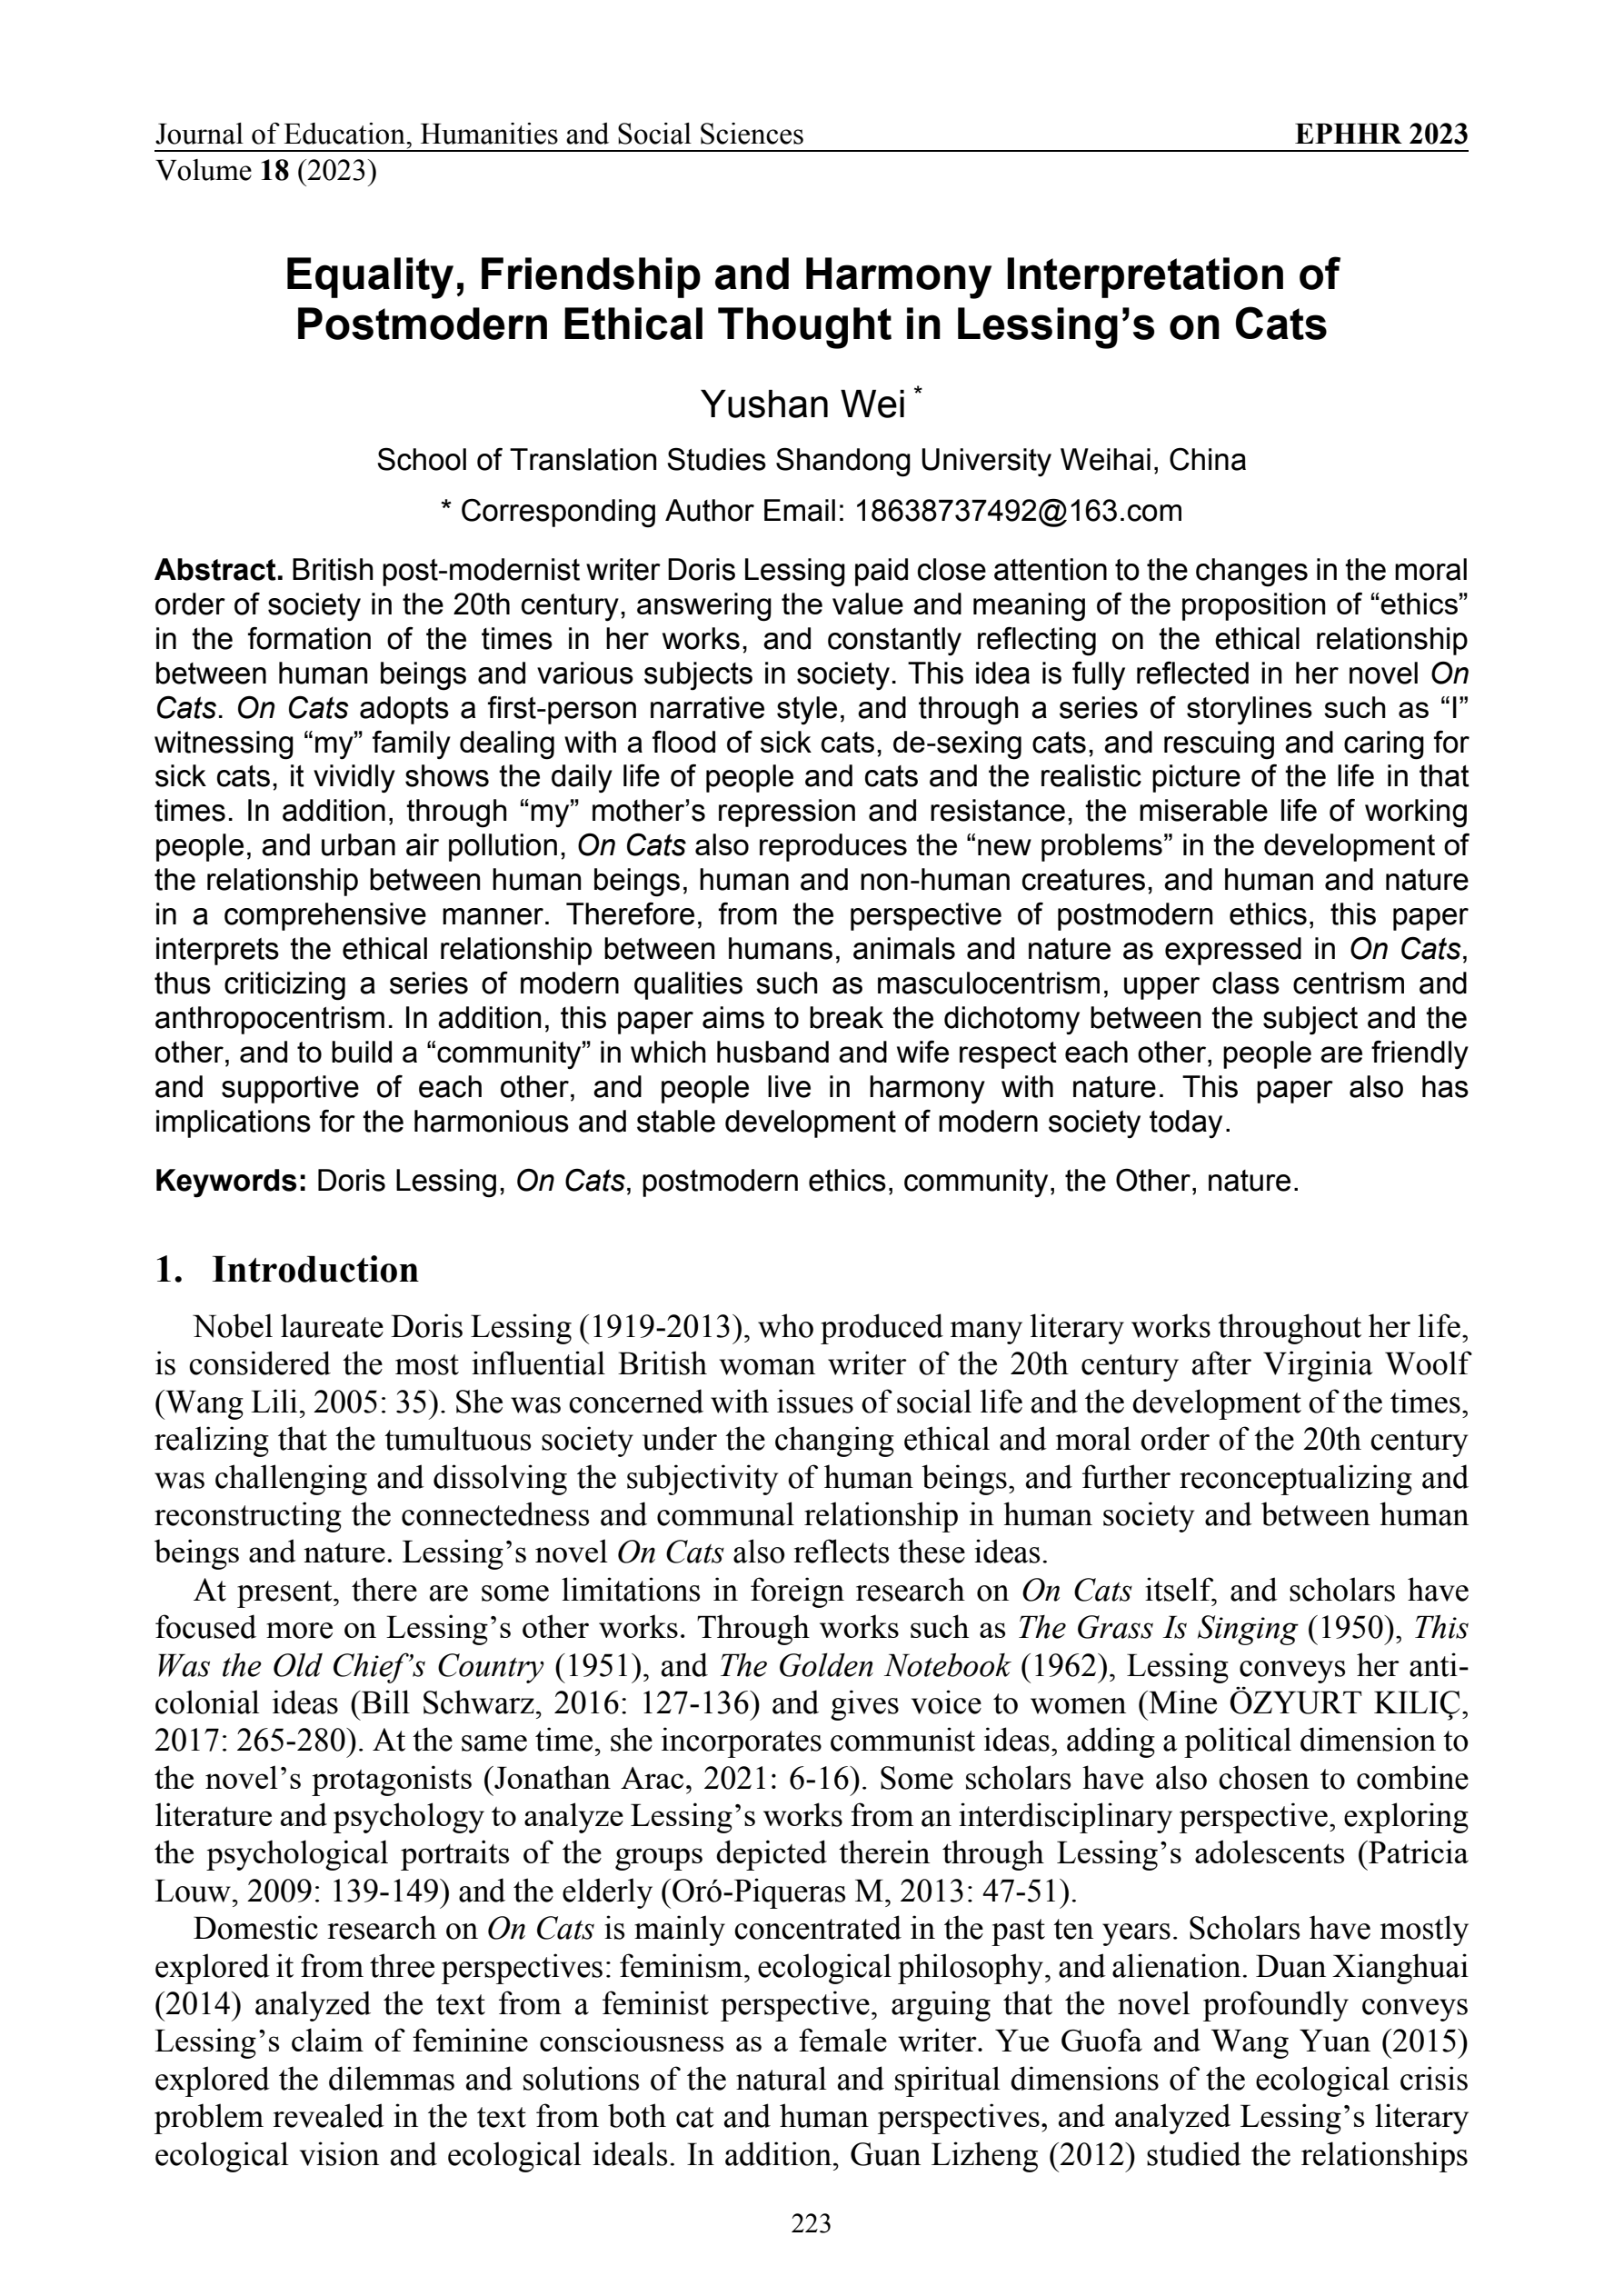 Journal of Education, Humanities and Social Sciences EPHHR 2023
Volume 18 (2023)
Equality, Friendship and Harmony Interpretation of
Postmodern Ethical Thought in Lessing’s on Cats
Yushan Wei *
School of Translation Studies Shandong University Weihai, China
* Corresponding Author Email: 18638737492@163.com
Abstract. British post-modernist writer Doris Lessing paid close attention to the changes in the moral
order of society in the 20th century, answering the value and meaning of the proposition of “ethics”
in the formation of the times in her works, and constantly reflecting on the ethical relationship
between human beings and various subjects in society. This idea is fully reflected in her novel On
Cats. On Cats adopts a first-person narrative style, and through a series of storylines such as “I”
witnessing “my” family dealing with a flood of sick cats, de-sexing cats, and rescuing and caring for
sick cats, it vividly shows the daily life of people and cats and the realistic picture of the life in that
times. In addition, through “my” mother’s repression and resistance, the miserable life of working
people, and urban air pollution, On Cats also reproduces the “new problems” in the development of
the relationship between human beings, human and non-human creatures, and human and nature
in a comprehensive manner. Therefore, from the perspective of postmodern ethics, this paper
interprets the ethical relationship between humans, animals and nature as expressed in On Cats,
thus criticizing a series of modern qualities such as masculocentrism, upper class centrism and
anthropocentrism. In addition, this paper aims to break the dichotomy between the subject and the
other, and to build a “community” in which husband and wife respect each other, people are friendly
and supportive of each other, and people live in harmony with nature. This paper also has
implications for the harmonious and stable development of modern society today.
Keywords: Doris Lessing, On Cats, postmodern ethics, community, the Other, nature.
1. Introduction
Nobel laureate Doris Lessing (1919-2013), who produced many literary works throughout her life,
is considered the most influential British woman writer of the 20th century after Virginia Woolf
(Wang Lili, 2005: 35). She was concerned with issues of social life and the development of the times,
realizing that the tumultuous society under the changing ethical and moral order of the 20th century
was challenging and dissolving the subjectivity of human beings, and further reconceptualizing and
reconstructing the connectedness and communal relationship in human society and between human
beings and nature. Lessing’s novel On Cats also reflects these ideas.
At present, there are some limitations in foreign research on On Cats itself, and scholars have
focused more on Lessing’s other works. Through works such as The Grass Is Singing (1950), This
Was the Old Chief’s Country (1951), and The Golden Notebook (1962), Lessing conveys her anti-
colonial ideas (Bill Schwarz, 2016: 127-136) and gives voice to women (Mine ÖZYURT KILIÇ,
2017: 265-280). At the same time, she incorporates communist ideas, adding a political dimension to
the novel’s protagonists (Jonathan Arac, 2021: 6-16). Some scholars have also chosen to combine
literature and psychology to analyze Lessing’s works from an interdisciplinary perspective, exploring
the psychological portraits of the groups depicted therein through Lessing’s adolescents (Patricia
Louw, 2009: 139-149) and the elderly (Oró-Piqueras M, 2013: 47-51).
Domestic research on On Cats is mainly concentrated in the past ten years. Scholars have mostly
explored it from three perspectives: feminism, ecological philosophy, and alienation. Duan Xianghuai
(2014) analyzed the text from a feminist perspective, arguing that the novel profoundly conveys
Lessing’s claim of feminine consciousness as a female writer. Yue Guofa and Wang Yuan (2015)
explored the dilemmas and solutions of the natural and spiritual dimensions of the ecological crisis
problem revealed in the text from both cat and human perspectives, and analyzed Lessing’s literary
ecological vision and ecological ideals. In addition, Guan Lizheng (2012) studied the relationships
223